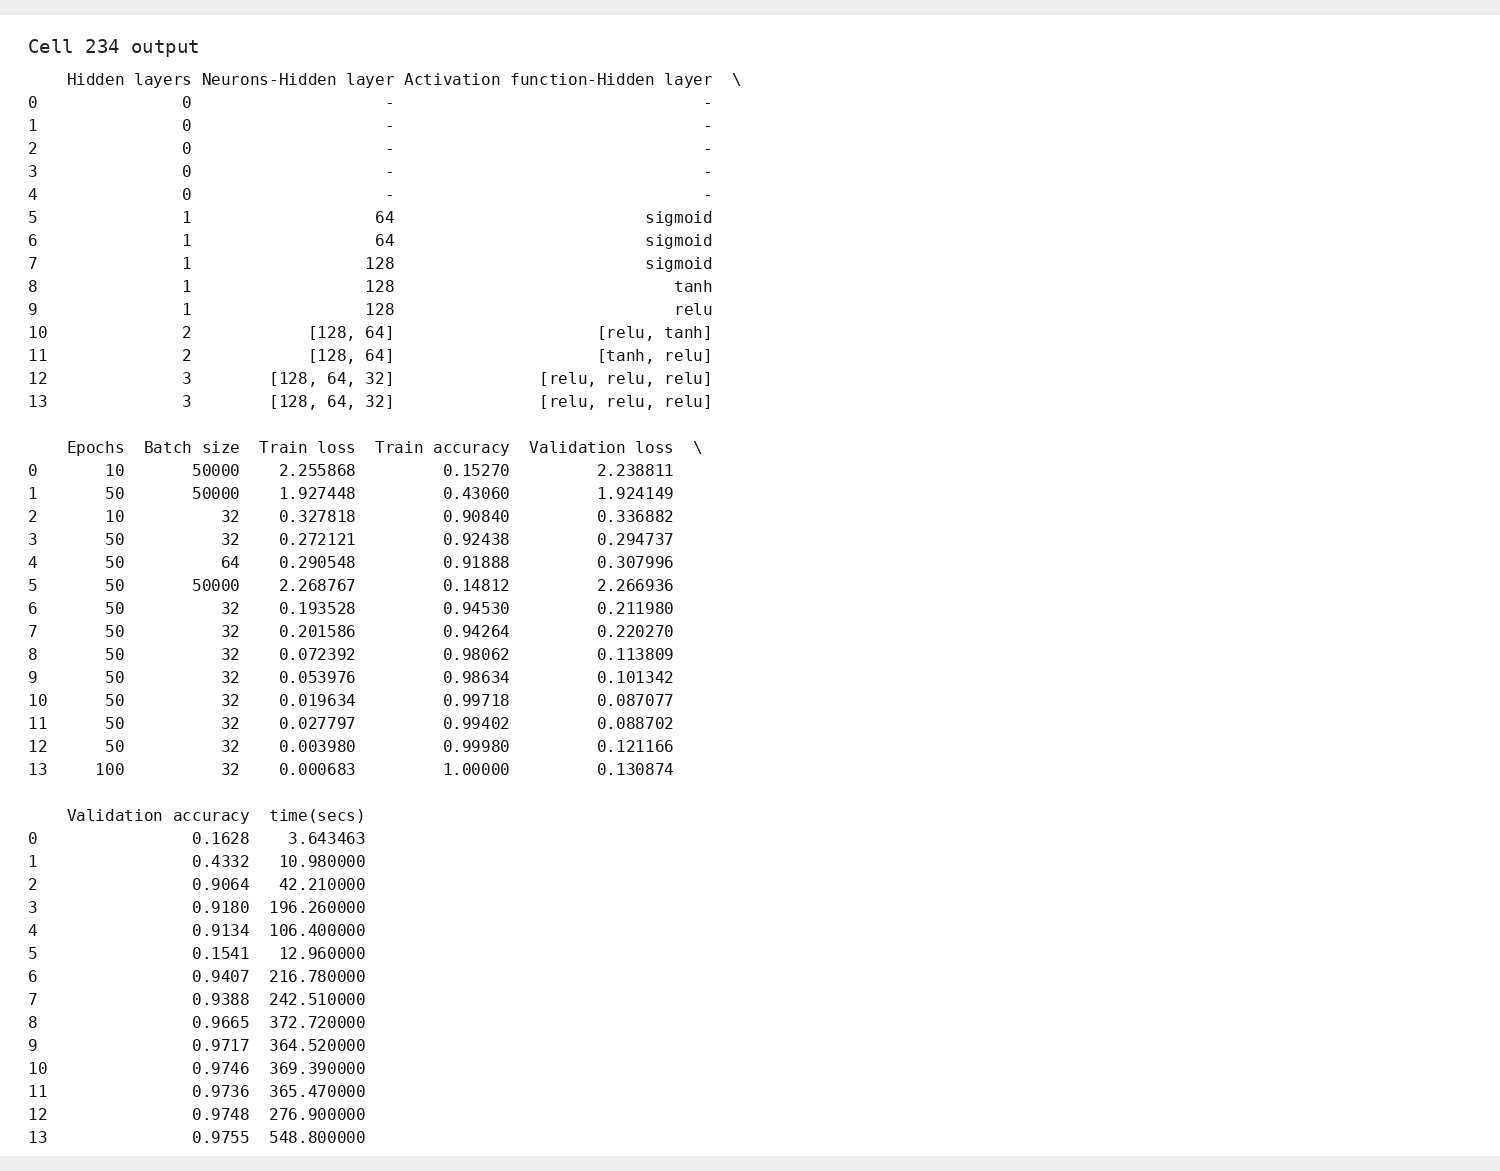 Cell 234 output
    Hidden layers Neurons-Hidden layer Activation function-Hidden layer  \
0               0                    -                                -
1               0                    -                                -
2               0                    -                                -
3               0                    -                                -
4               0                    -                                -
5               1                   64                          sigmoid
6               1                   64                          sigmoid
7               1                  128                          sigmoid
8               1                  128                             tanh
9               1                  128                             relu
10              2            [128, 64]                     [relu, tanh]
11              2            [128, 64]                     [tanh, relu]
12              3        [128, 64, 32]               [relu, relu, relu]
13              3        [128, 64, 32]               [relu, relu, relu]

    Epochs  Batch size  Train loss  Train accuracy  Validation loss  \
0       10       50000    2.255868         0.15270         2.238811
1       50       50000    1.927448         0.43060         1.924149
2       10          32    0.327818         0.90840         0.336882
3       50          32    0.272121         0.92438         0.294737
4       50          64    0.290548         0.91888         0.307996
5       50       50000    2.268767         0.14812         2.266936
6       50          32    0.193528         0.94530         0.211980
7       50          32    0.201586         0.94264         0.220270
8       50          32    0.072392         0.98062         0.113809
9       50          32    0.053976         0.98634         0.101342
10      50          32    0.019634         0.99718         0.087077
11      50          32    0.027797         0.99402         0.088702
12      50          32    0.003980         0.99980         0.121166
13     100          32    0.000683         1.00000         0.130874

    Validation accuracy  time(secs)
0                0.1628    3.643463
1                0.4332   10.980000
2                0.9064   42.210000
3                0.9180  196.260000
4                0.9134  106.400000
5                0.1541   12.960000
6                0.9407  216.780000
7                0.9388  242.510000
8                0.9665  372.720000
9                0.9717  364.520000
10               0.9746  369.390000
11               0.9736  365.470000
12               0.9748  276.900000
13               0.9755  548.800000